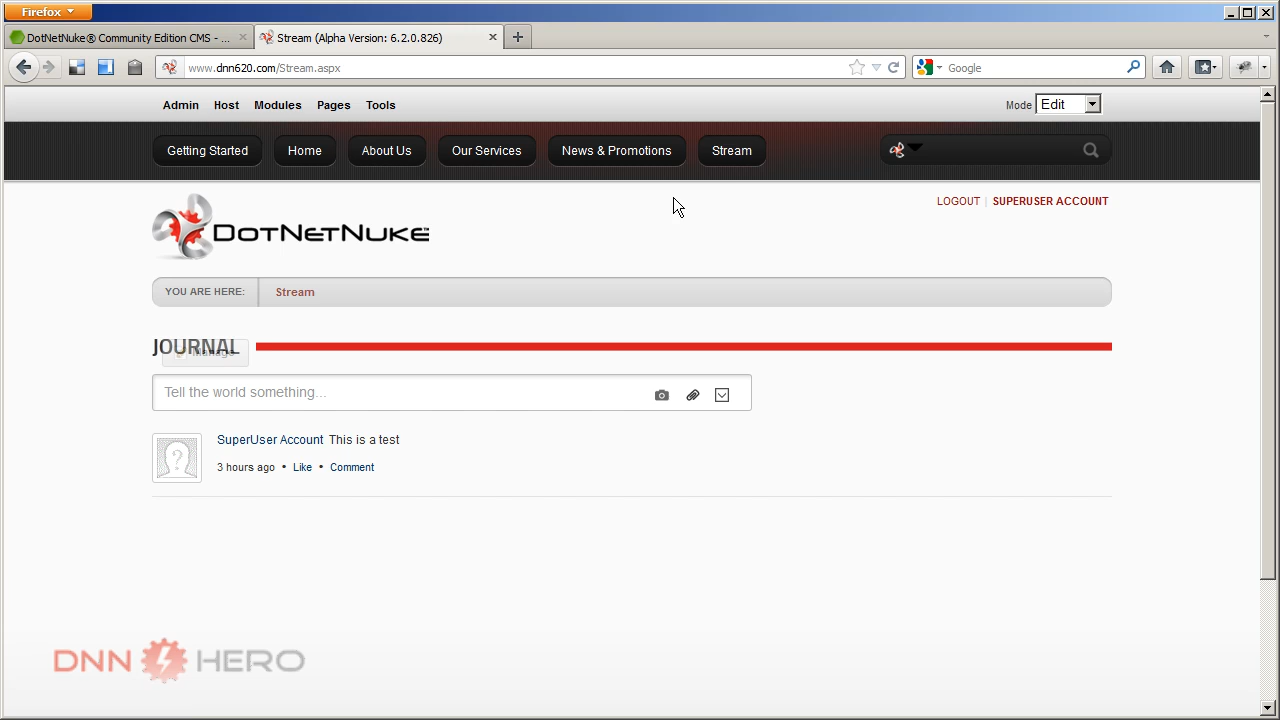 Firefox
DotNetNuke® Community Edition CMS - ...
Stream (Alpha Version: 6.2.0.826)
www.dnn620.com/Stream.aspx
Google
Admin Host Modules Pages Tools
Mode Edit
Getting Started Home About Us Our Services News & Promotions Stream
LOGOUT | SUPERUSER ACCOUNT
DotNetNuke
YOU ARE HERE: Stream
JOURNAL
Manage
Tell the world something...
SuperUser Account This is a test
3 hours ago • Like • Comment
DNN HERO